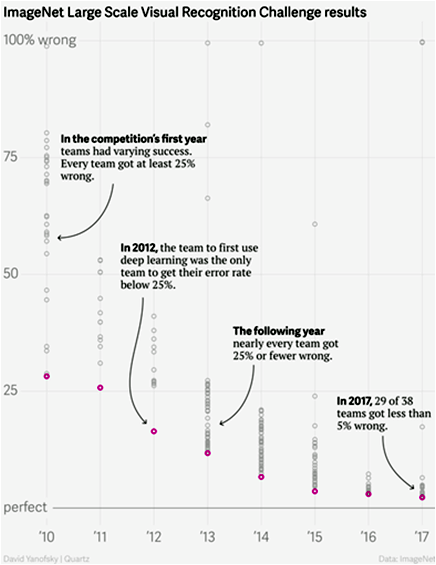 ImageNet Large Scale Visual Recognition Challenge results
100% wrong
In the competition's first year
teams had varying success.
Every team got at least 25%
wrong.
75
In 2012, the team to first use
deep learning was the only
team to get their error rate
below 25%.
50
The following year
nearly every team got
25% or fewer wrong.
25
In 2017, 29 of 38
teams got less than
5% wrong.
perfect
'10 '11 '12 '13 '14 '15 '16 '17
David Yanofsky | Quartz Data: ImageNet